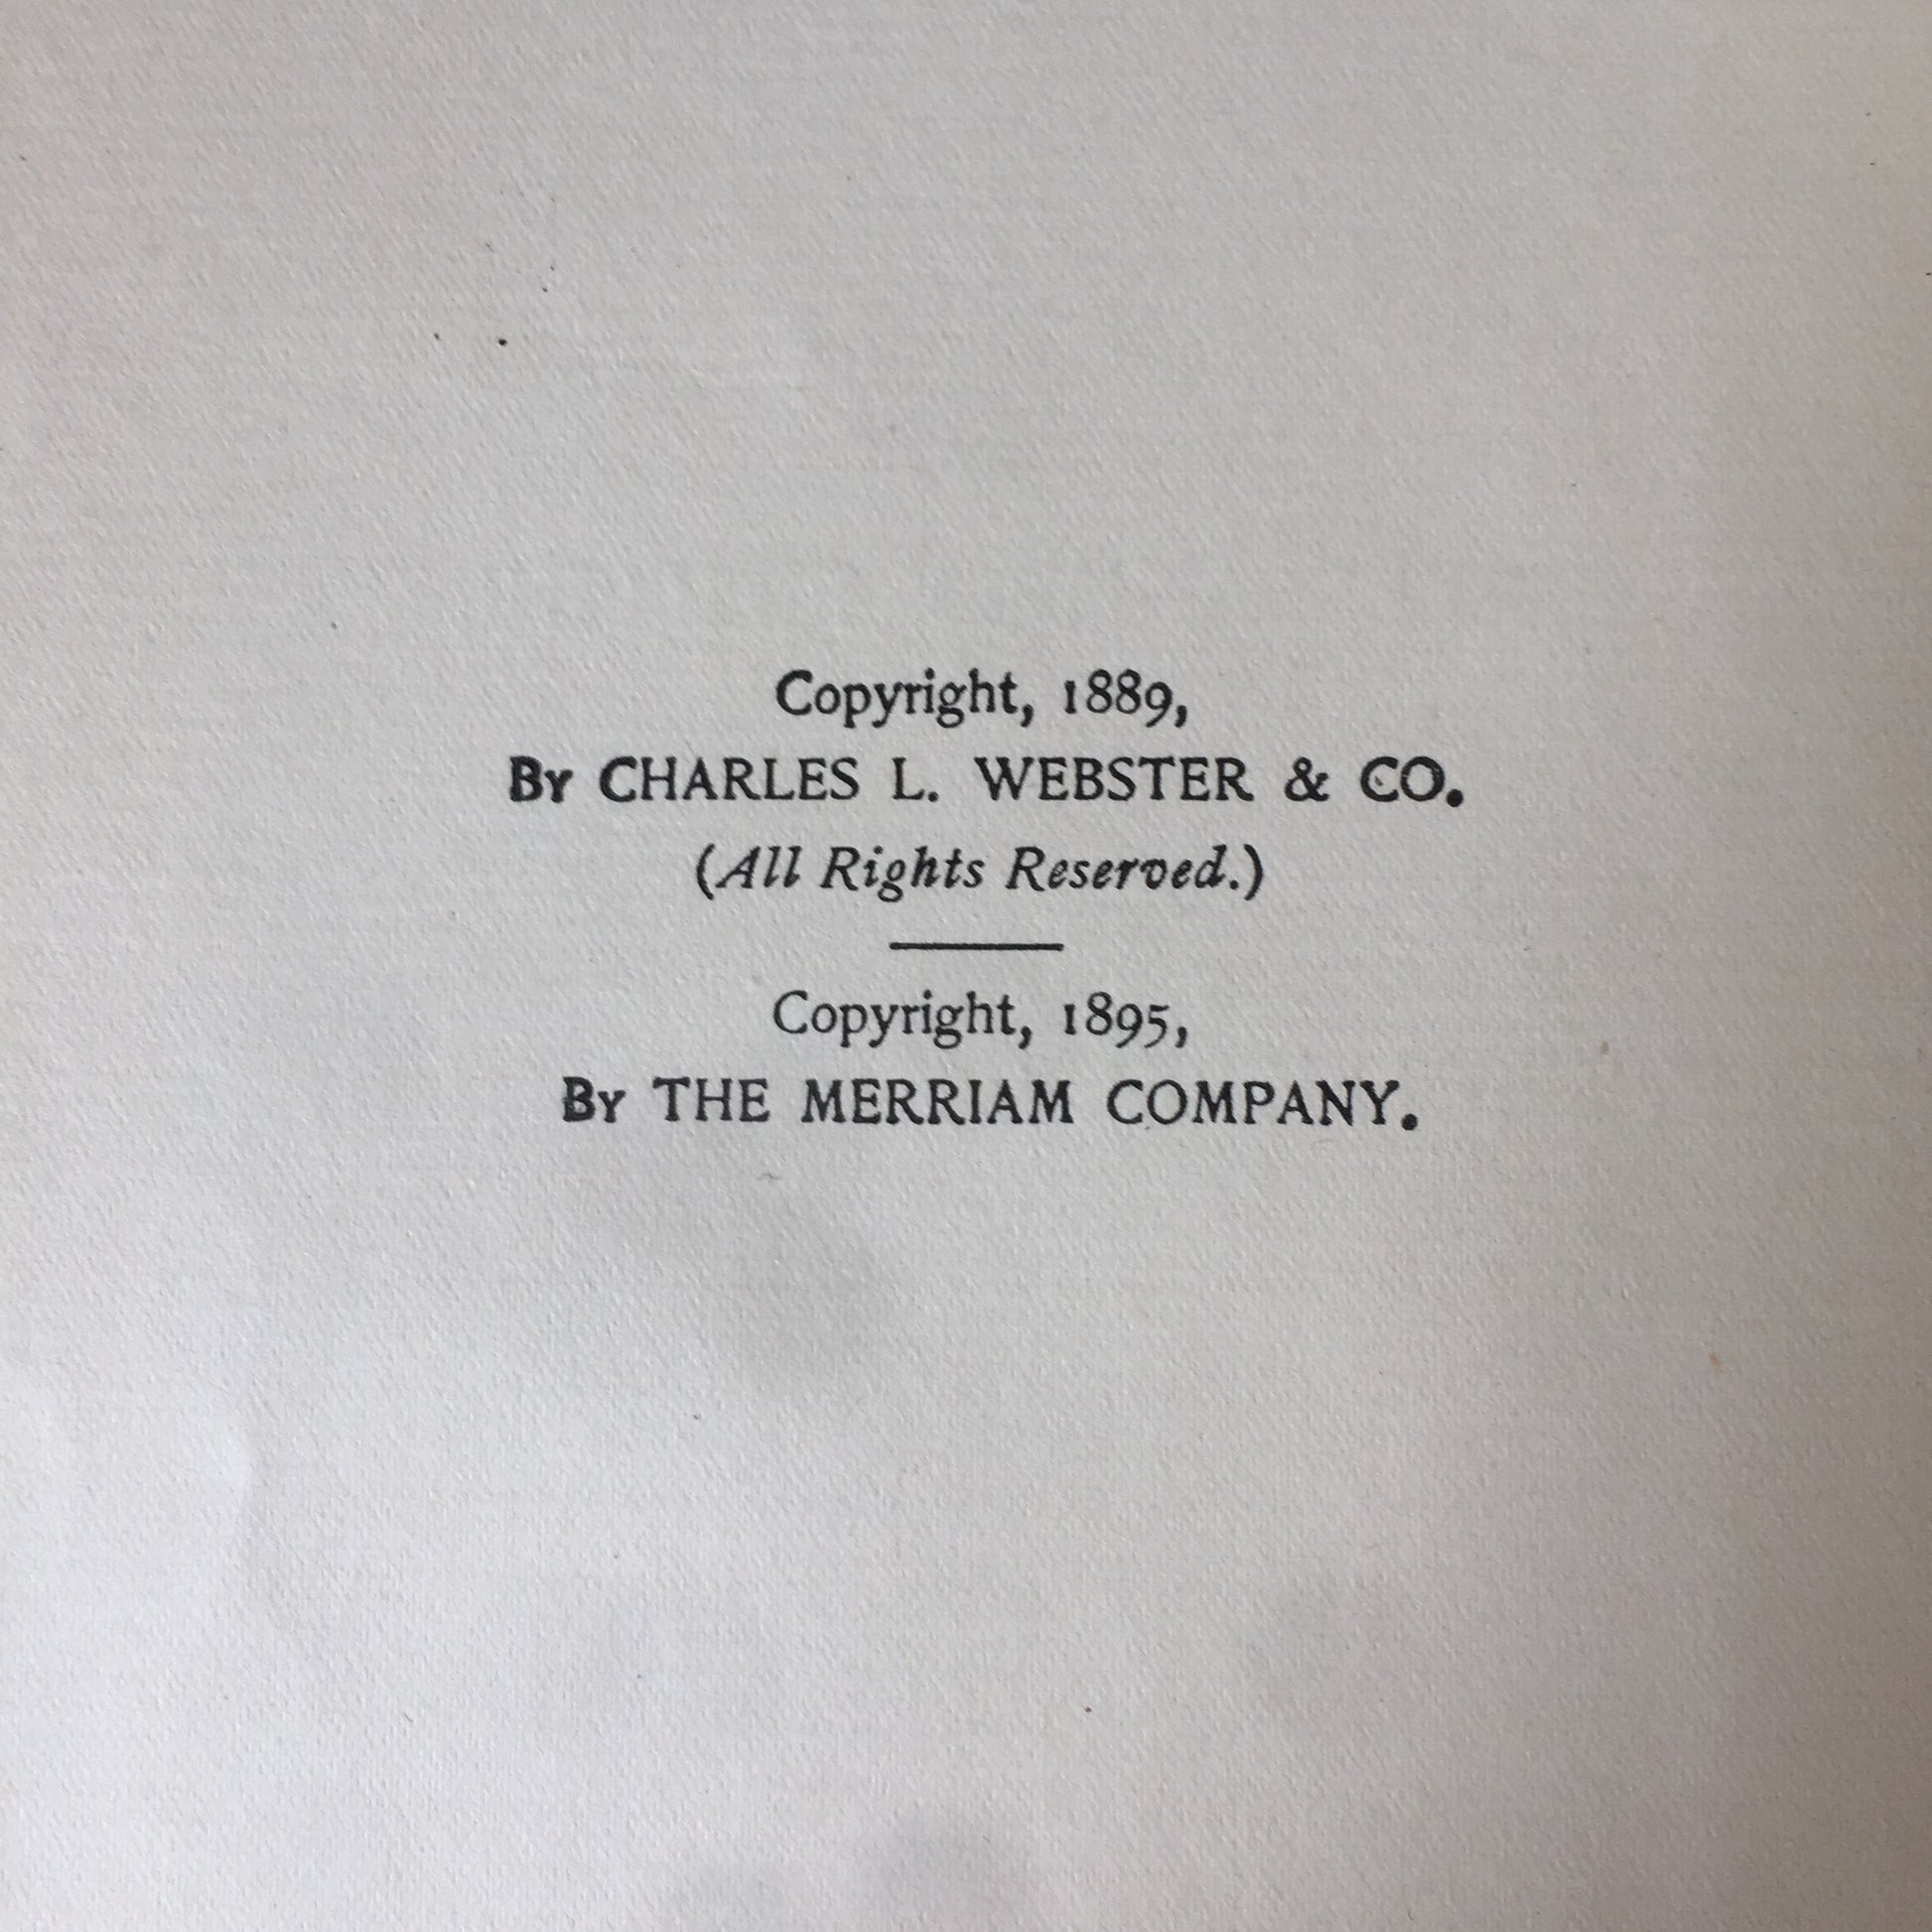 Copyright, 1889,
By CHARLES L. WEBSTER & CO.
(All Rights Reserved.)
Copyright, 1895,
By THE MERRIAM COMPANY.